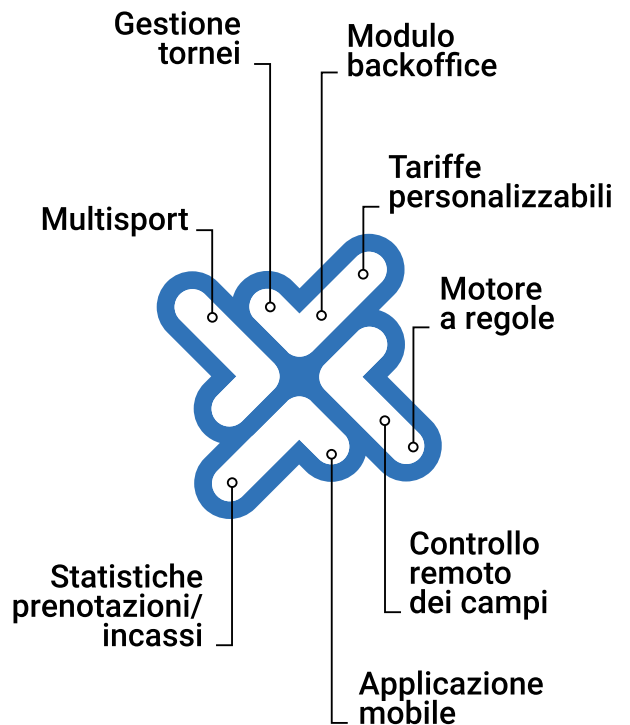 Gestione
tornei
Modulo
backoffice
Tariffe
personalizzabili
Multisport
Motore
a regole
Controllo
remoto
dei campi
Statistiche
prenotazioni/
incassi
Applicazione
mobile